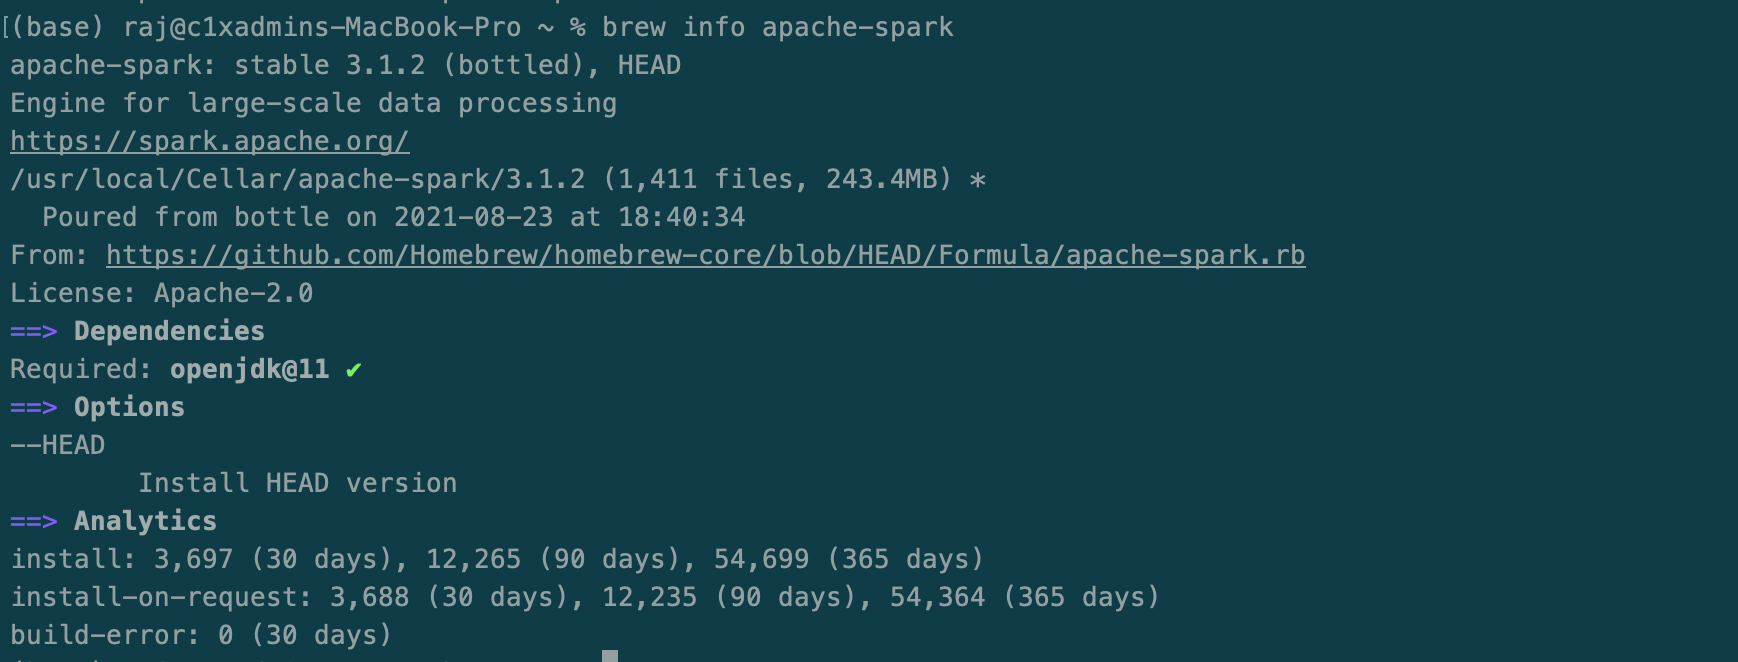 [(base) raj@c1xadmins-MacBook-Pro ~ % brew info apache-spark
apache-spark: stable 3.1.2 (bottled), HEAD
Engine for large-scale data processing
https://spark.apache.org/
/usr/local/Cellar/apache-spark/3.1.2 (1,411 files, 243.4MB) *
  Poured from bottle on 2021-08-23 at 18:40:34
From: https://github.com/Homebrew/homebrew-core/blob/HEAD/Formula/apache-spark.rb
License: Apache-2.0
==> Dependencies
Required: openjdk@11 ✔
==> Options
--HEAD
        Install HEAD version
==> Analytics
install: 3,697 (30 days), 12,265 (90 days), 54,699 (365 days)
install-on-request: 3,688 (30 days), 12,235 (90 days), 54,364 (365 days)
build-error: 0 (30 days)